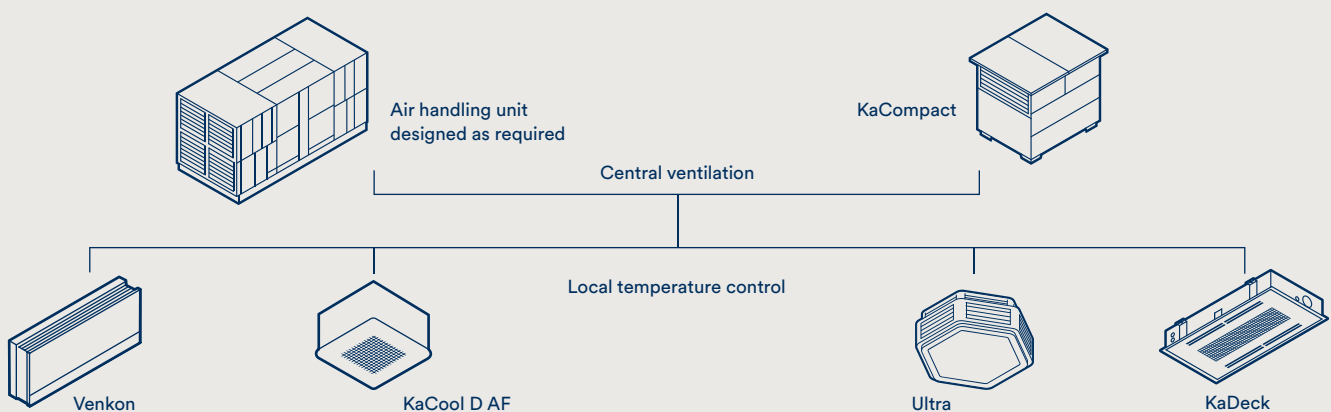 Air handling unit
designed as required
KaCompact
Central ventilation
Local temperature control
Venkon
KaCool D AF
Ultra
KaDeck